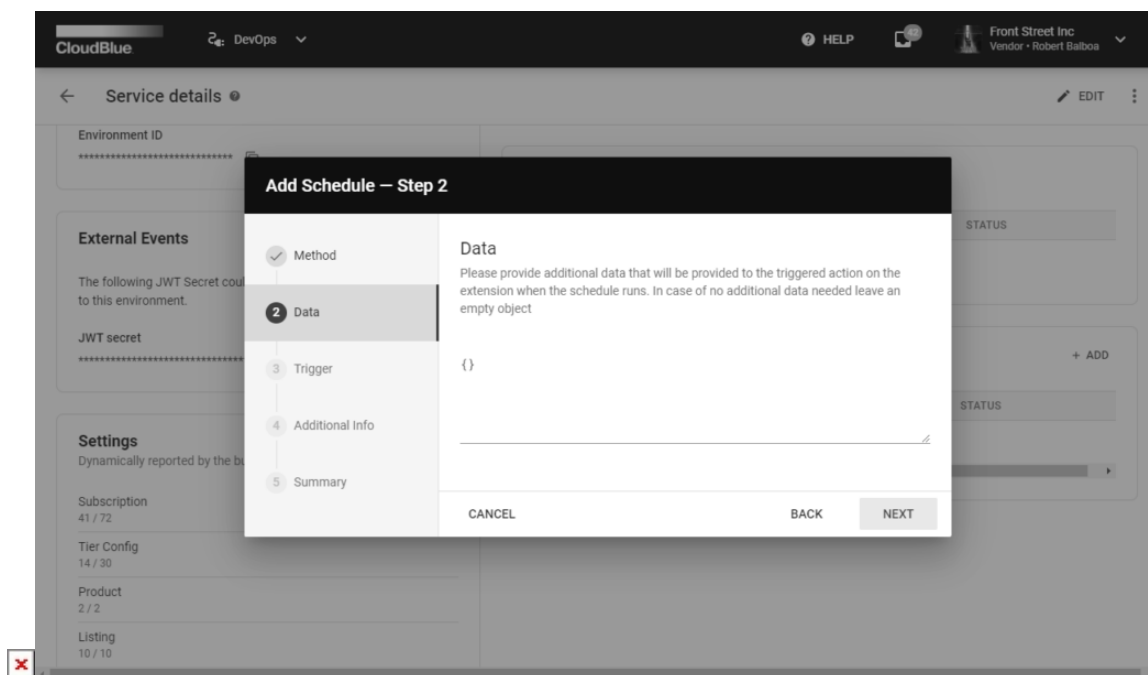 CloudBlue
DevOps
HELP
42
Front Street Inc
Vendor • Robert Balboa
Service details
EDIT
Environment ID
*****************************
External Events
The following JWT Secret coul
to this environment.
JWT secret
*******************************
Settings
Dynamically reported by the bu
Subscription
41 / 72
Tier Config
14 / 30
Product
2 / 2
Listing
10 / 10
Add Schedule — Step 2
Method
2 Data
3 Trigger
4 Additional Info
5 Summary
Data
Please provide additional data that will be provided to the triggered action on the
extension when the schedule runs. In case of no additional data needed leave an
empty object
{}
CANCEL
BACK
NEXT
STATUS
+ ADD
STATUS